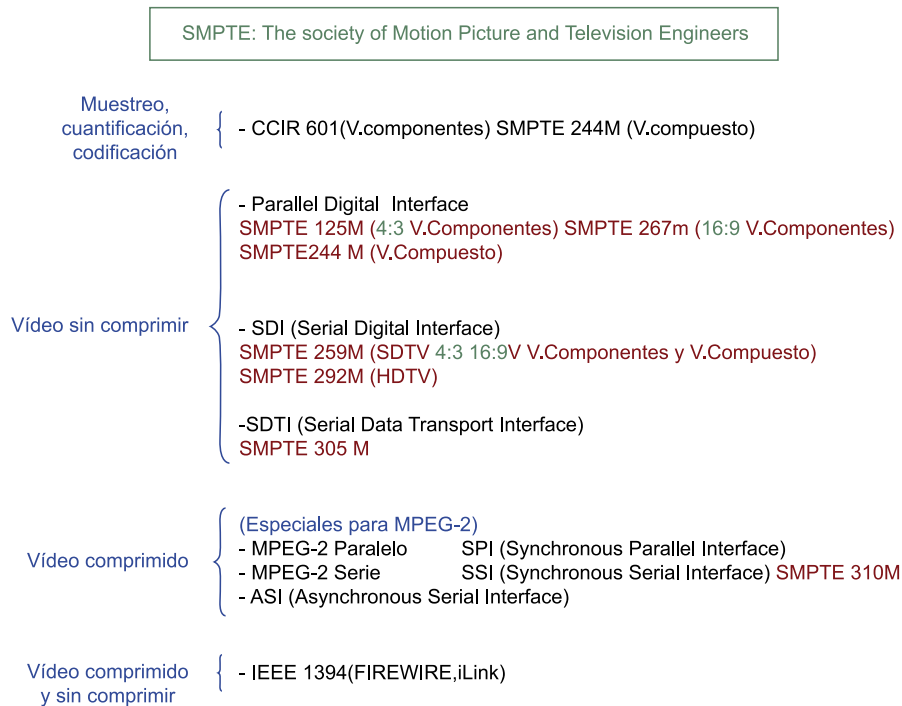 SMPTE: The society of Motion Picture and Television Engineers
Muestreo,
cuantificación,
codificación
- CCIR 601(V.componentes) SMPTE 244M (V.compuesto)
Vídeo sin comprimir
- Parallel Digital Interface
SMPTE 125M (4:3 V.Componentes) SMPTE 267m (16:9 V.Componentes)
SMPTE244 M (V.Compuesto)
- SDI (Serial Digital Interface)
SMPTE 259M (SDTV 4:3 16:9V V.Componentes y V.Compuesto)
SMPTE 292M (HDTV)
-SDTI (Serial Data Transport Interface)
SMPTE 305 M
Vídeo comprimido
(Especiales para MPEG-2)
- MPEG-2 Paralelo SPI (Synchronous Parallel Interface)
- MPEG-2 Serie SSI (Synchronous Serial Interface) SMPTE 310M
- ASI (Asynchronous Serial Interface)
Vídeo comprimido
y sin comprimir
- IEEE 1394(FIREWIRE,iLink)